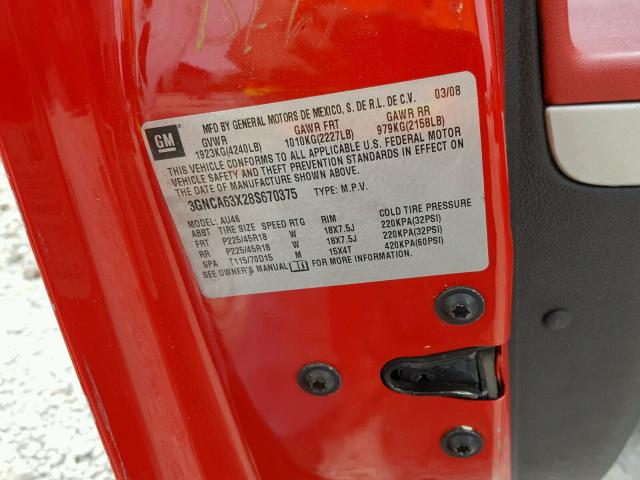 MFD BY GENERAL MOTORS DE MEXICO, S. DE R.L. DE C.V. 03/08
GM GVWR GAWR FRT GAWR RR
1923KG(4240LB) 1010KG(2227LB) 979KG(2158LB)
THIS VEHICLE CONFORMS TO ALL APPLICABLE U.S. FEDERAL MOTOR
VEHICLE SAFETY AND THEFT PREVENTION STANDARDS IN EFFECT ON
THE DATE OF MANUFACTURE SHOWN ABOVE.
3GNCA63X28S670375 TYPE: M.P.V.
AU46
ABBT TIRE SIZE SPEED RTG RIM COLD TIRE PRESSURE
FRT P225/45R18 W 18X7.5J 220KPA(32PSI)
RR P225/45R18 W 18X7.5J 220KPA(32PSI)
SPA T115/70D15 M 15X4T 420KPA(60PSI)
SEE OWNER'S MANUAL FOR MORE INFORMATION.